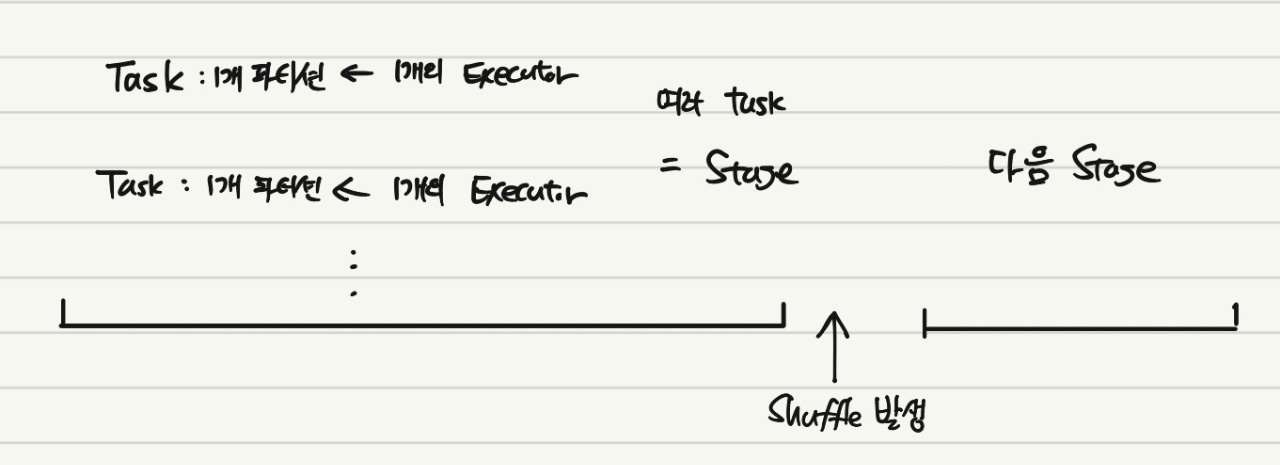 Task : 1개 파티션 ← 1개의 Executor
Task : 1개 파티션 ← 1개의 Executor
⋮
여러 Task
= Stage
다음 Stage
↑
Shuffle 발생